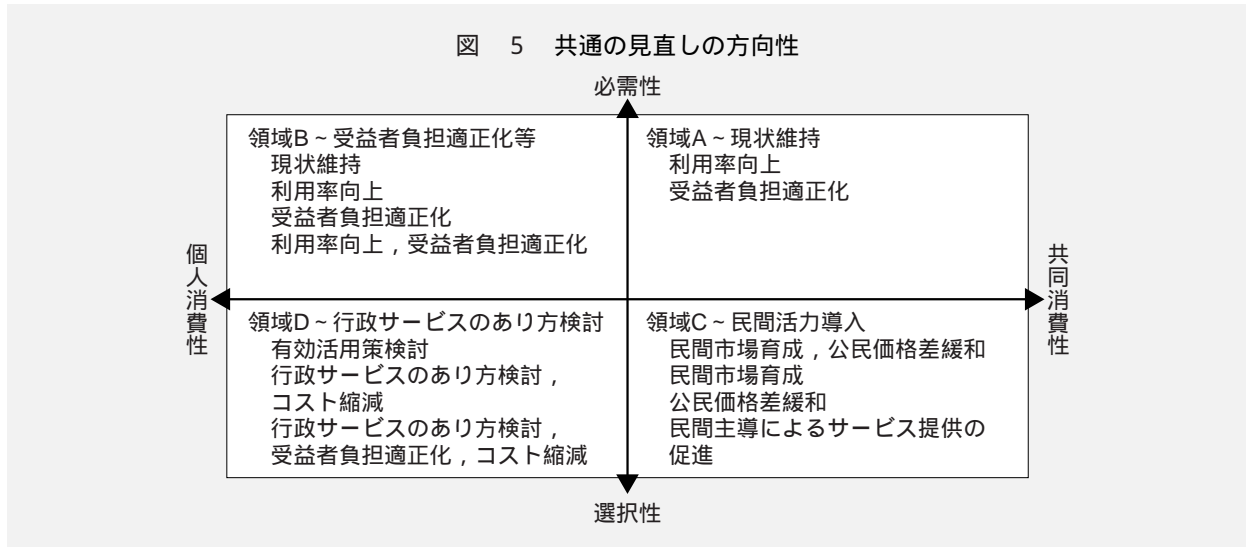 図 5 共通の見直しの方向性
必需性
領域B~受益者負担適正化等
現状維持
利用率向上
受益者負担適正化
利用率向上,受益者負担適正化
領域A~現状維持
利用率向上
受益者負担適正化
個人消費性
共同消費性
領域D~行政サービスのあり方検討
有効活用策検討
行政サービスのあり方検討,
コスト縮減
行政サービスのあり方検討,
受益者負担適正化,コスト縮減
領域C~民間活力導入
民間市場育成,公民価格差緩和
民間市場育成
公民価格差緩和
民間主導によるサービス提供の
促進
選択性